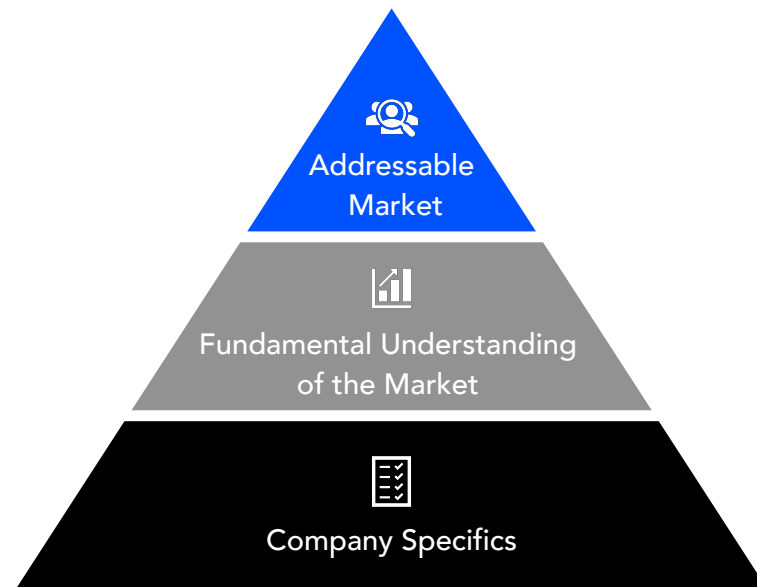 Addressable
Market
Fundamental Understanding
of the Market
Company Specifics